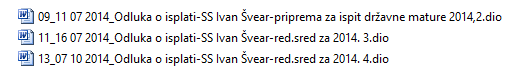 09_11 07 2014_Odluka o isplati-SS Ivan Švear-priprema za ispit državne mature 2014,2.dio
11_16 07 2014_Odluka o isplati-SS Ivan Švear-red.sred za 2014. 3.dio
13_07 10 2014_Odluka o isplati-SS Ivan Švear-red.sred za 2014. 4.dio